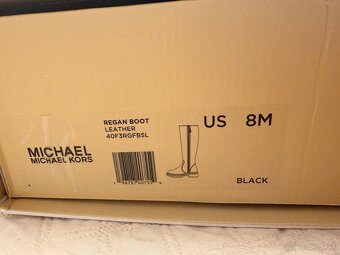 REGAN BOOT
LEATHER
40F3RGFB5L
US 8M
MICHAEL
MICHAEL KORS
BLACK